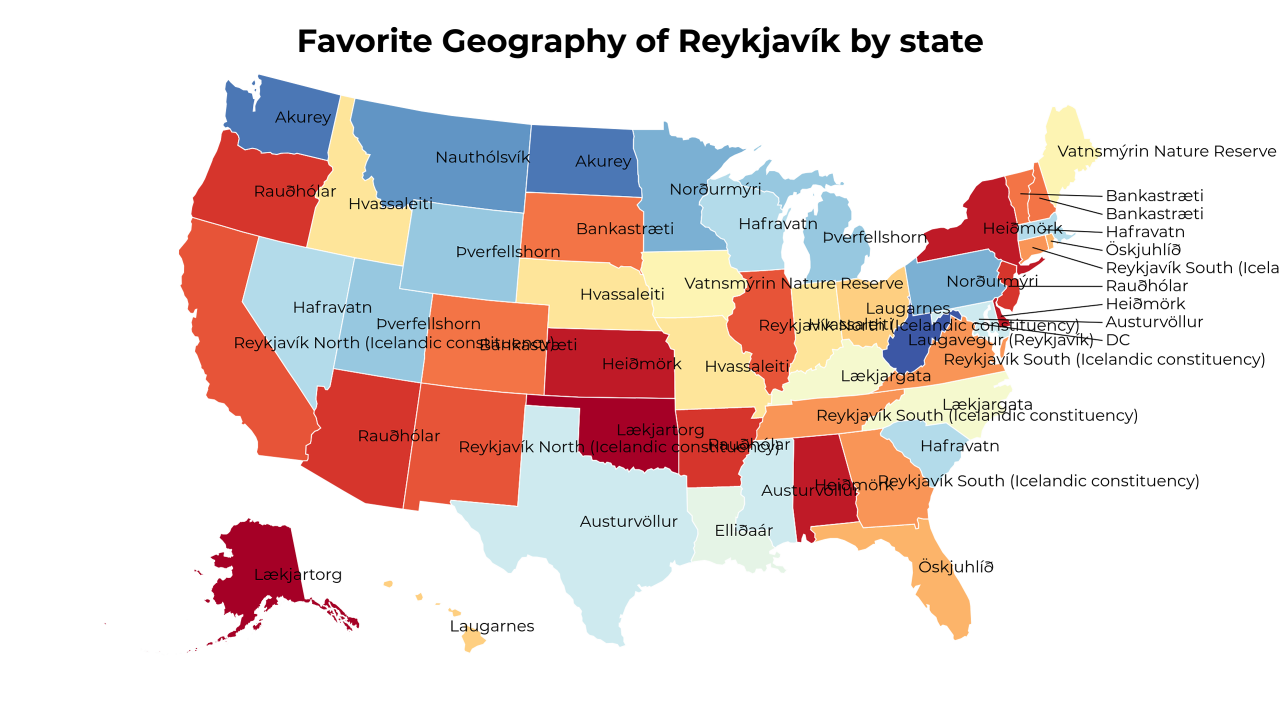 Favorite Geography of Reykjavík by state
Akurey
Nauthólsvík
Akurey
Vatnsmýrin Nature Reserve
Rauðhólar
Hvassaleiti
Norðurmýri
Bankastræti
Bankastræti
Hafravatn
Bankastræti
Heiðmörk
Hafravatn
Þverfellshorn
Þverfellshorn
Öskjuhlíð
Reykjavík South (Icela
Norðurmýri
Rauðhólar
Hvassaleiti
Vatnsmýrin Nature Reserve
Heiðmörk
Hafravatn
Laugarnes
Þverfellshorn
Reykjavík North (Icelandic constituency)
Hvassaleiti
Austurvöllur
Reykjavík North (Icelandic constituency)
Bankastræti
Laugavegur (Reykjavík)
DC
Reykjavík South (Icelandic constituency)
Heiðmörk
Hvassaleiti
Lækjargata
Lækjargata
Reykjavík South (Icelandic constituency)
Rauðhólar
Lækjartorg
Reykjavík North (Icelandic constituency)
Rauðhólar
Hafravatn
Austurvöllur
Heiðmörk
Reykjavík South (Icelandic constituency)
Austurvöllur
Elliðaár
Öskjuhlíð
Lækjartorg
Laugarnes